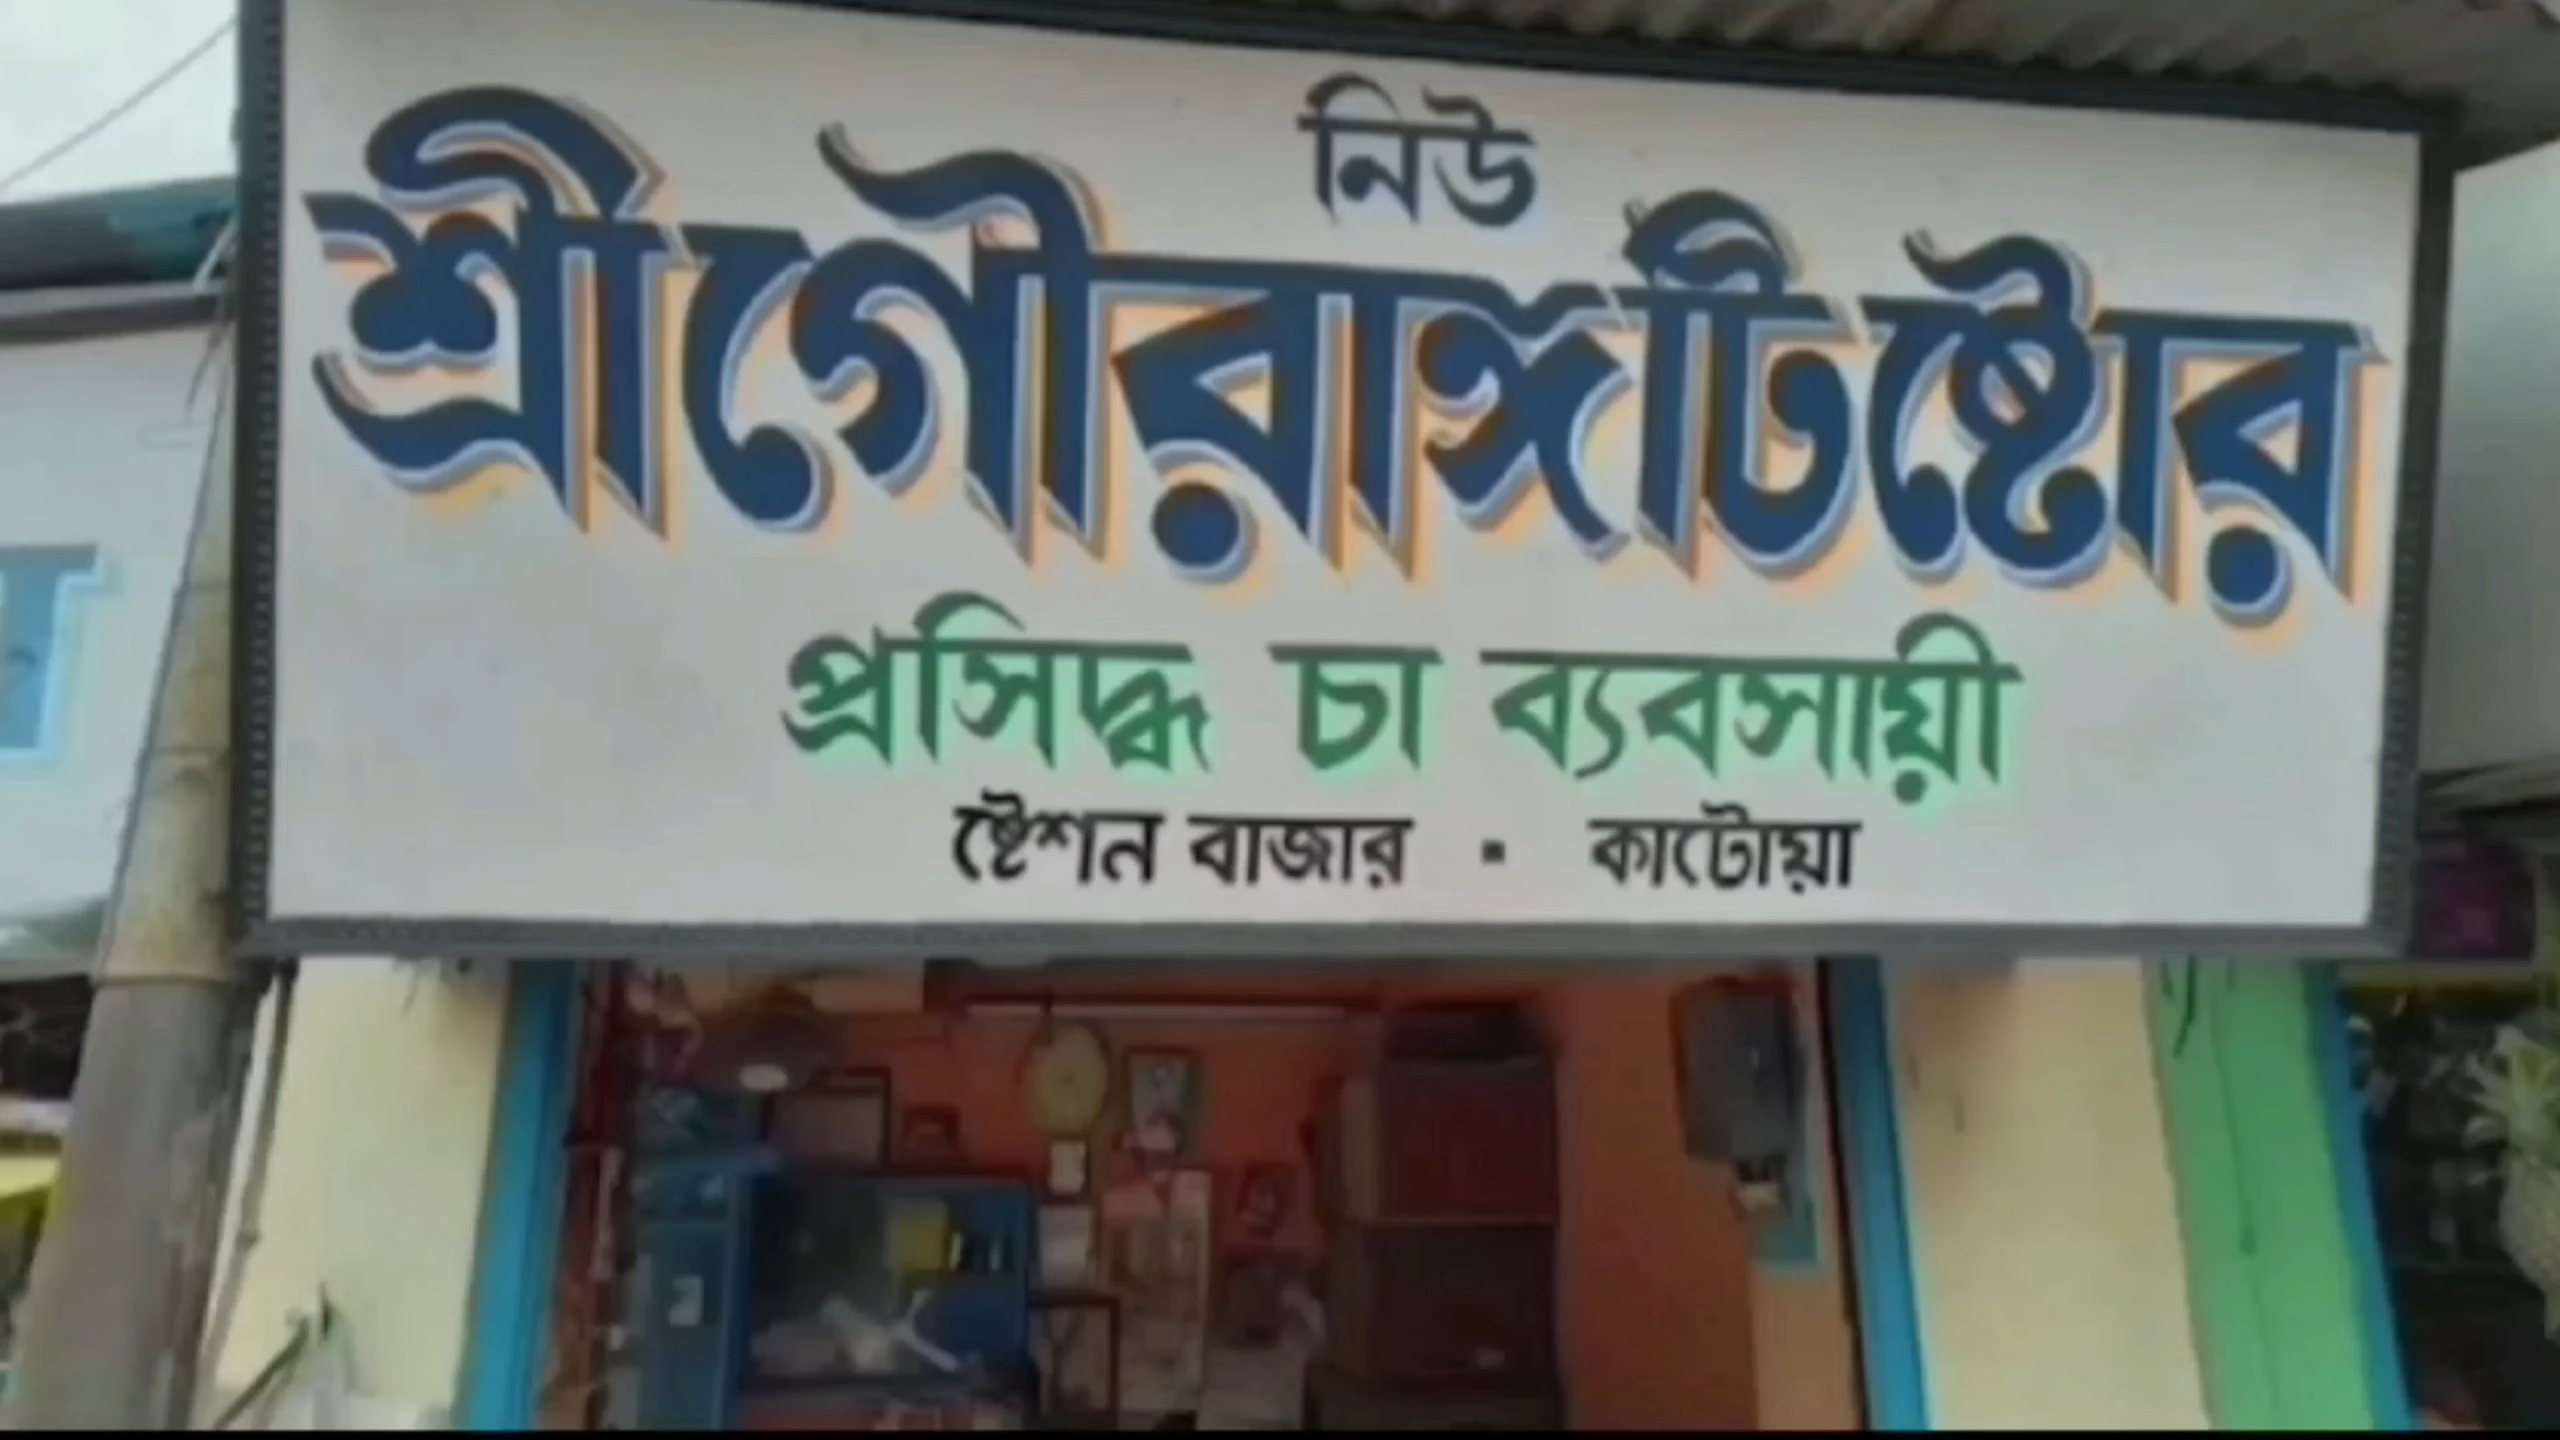 নিউ
শ্রীগৌরাঙ্গ টি ষ্টোর
প্রসিদ্ধ চা ব্যবসায়ী
ষ্টেশন বাজার ▪ কাটোয়া